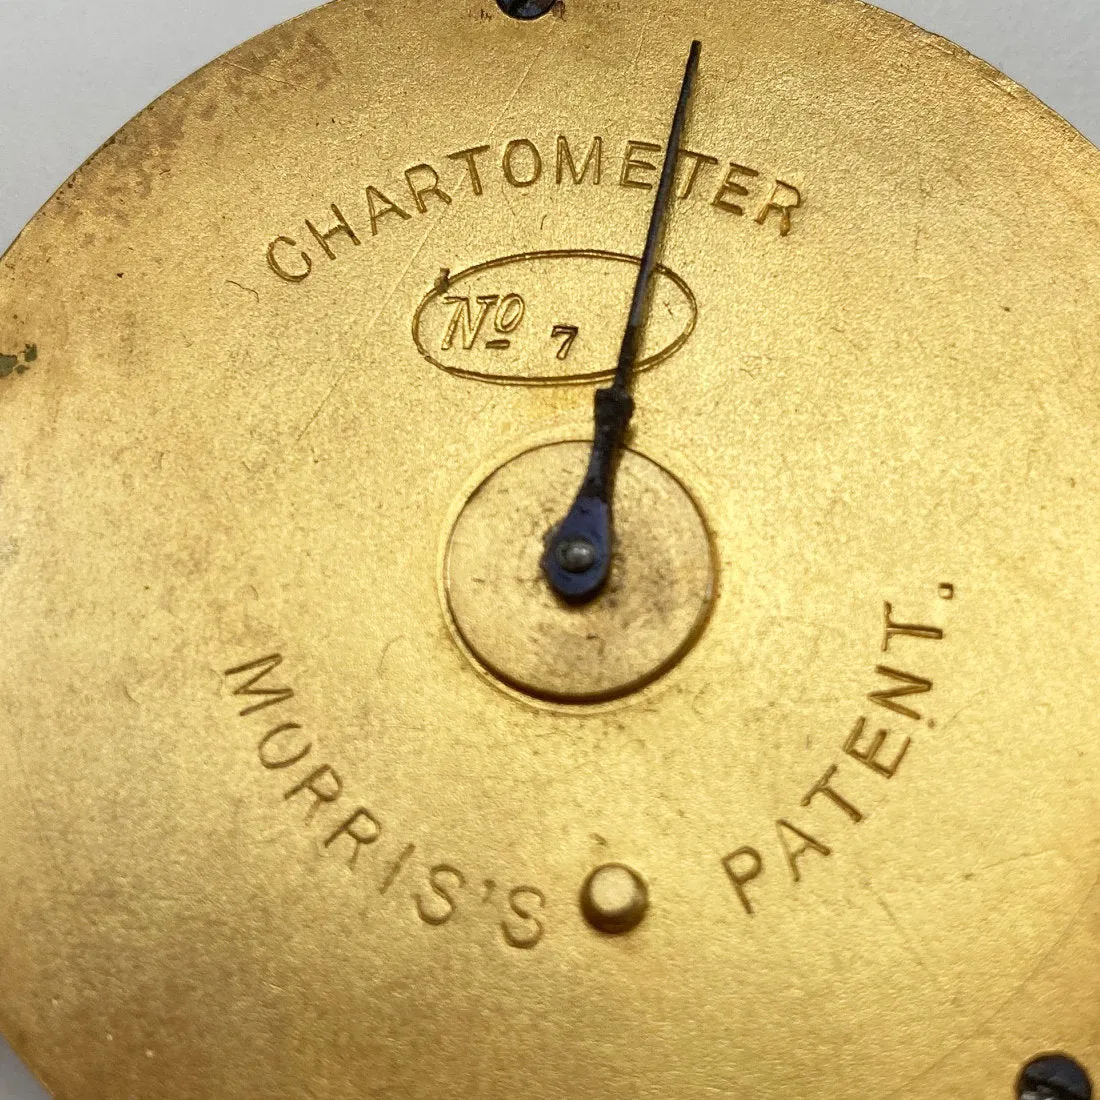 CHARTOMETER
No 7
MORRIS'S PATENT.